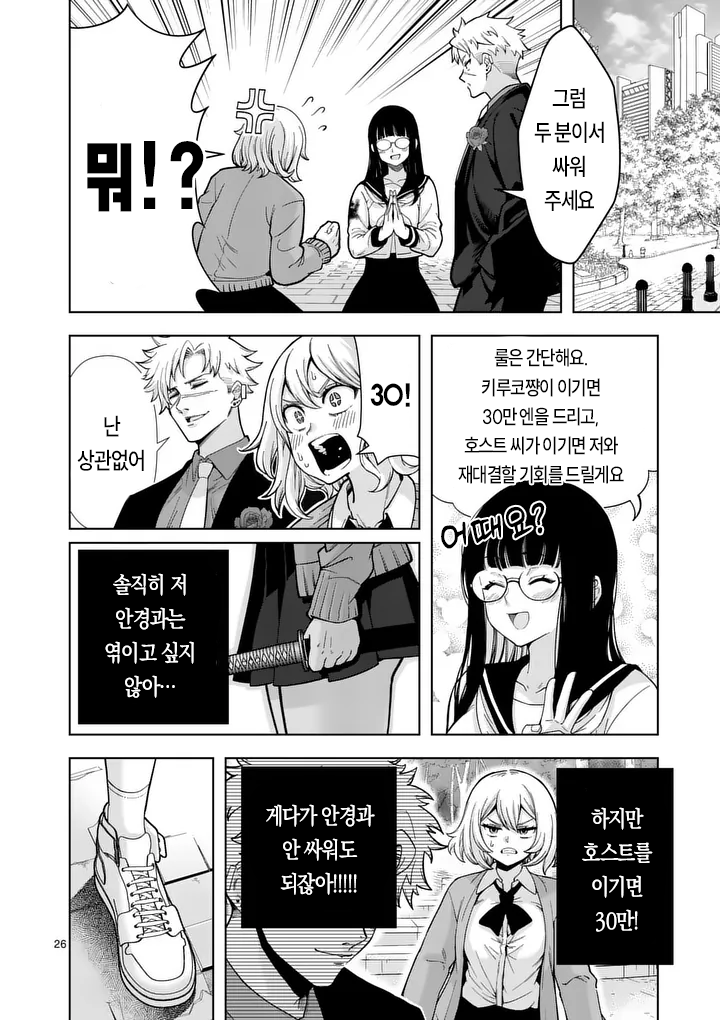 그럼
두 분이서
싸워
주세요
뭐!?
룰은 간단해요.
키루코쨩이 이기면
30만 엔을 드리고,
호스트 씨가 이기면 저와
재대결할 기회를 드릴게요
어때요?
30!
난
상관없어
솔직히 저
안경과는
엮이고 싶지
않아…
하지만
호스트를
이기면
30만!
게다가 안경과
안 싸워도
되잖아!!!!!
26